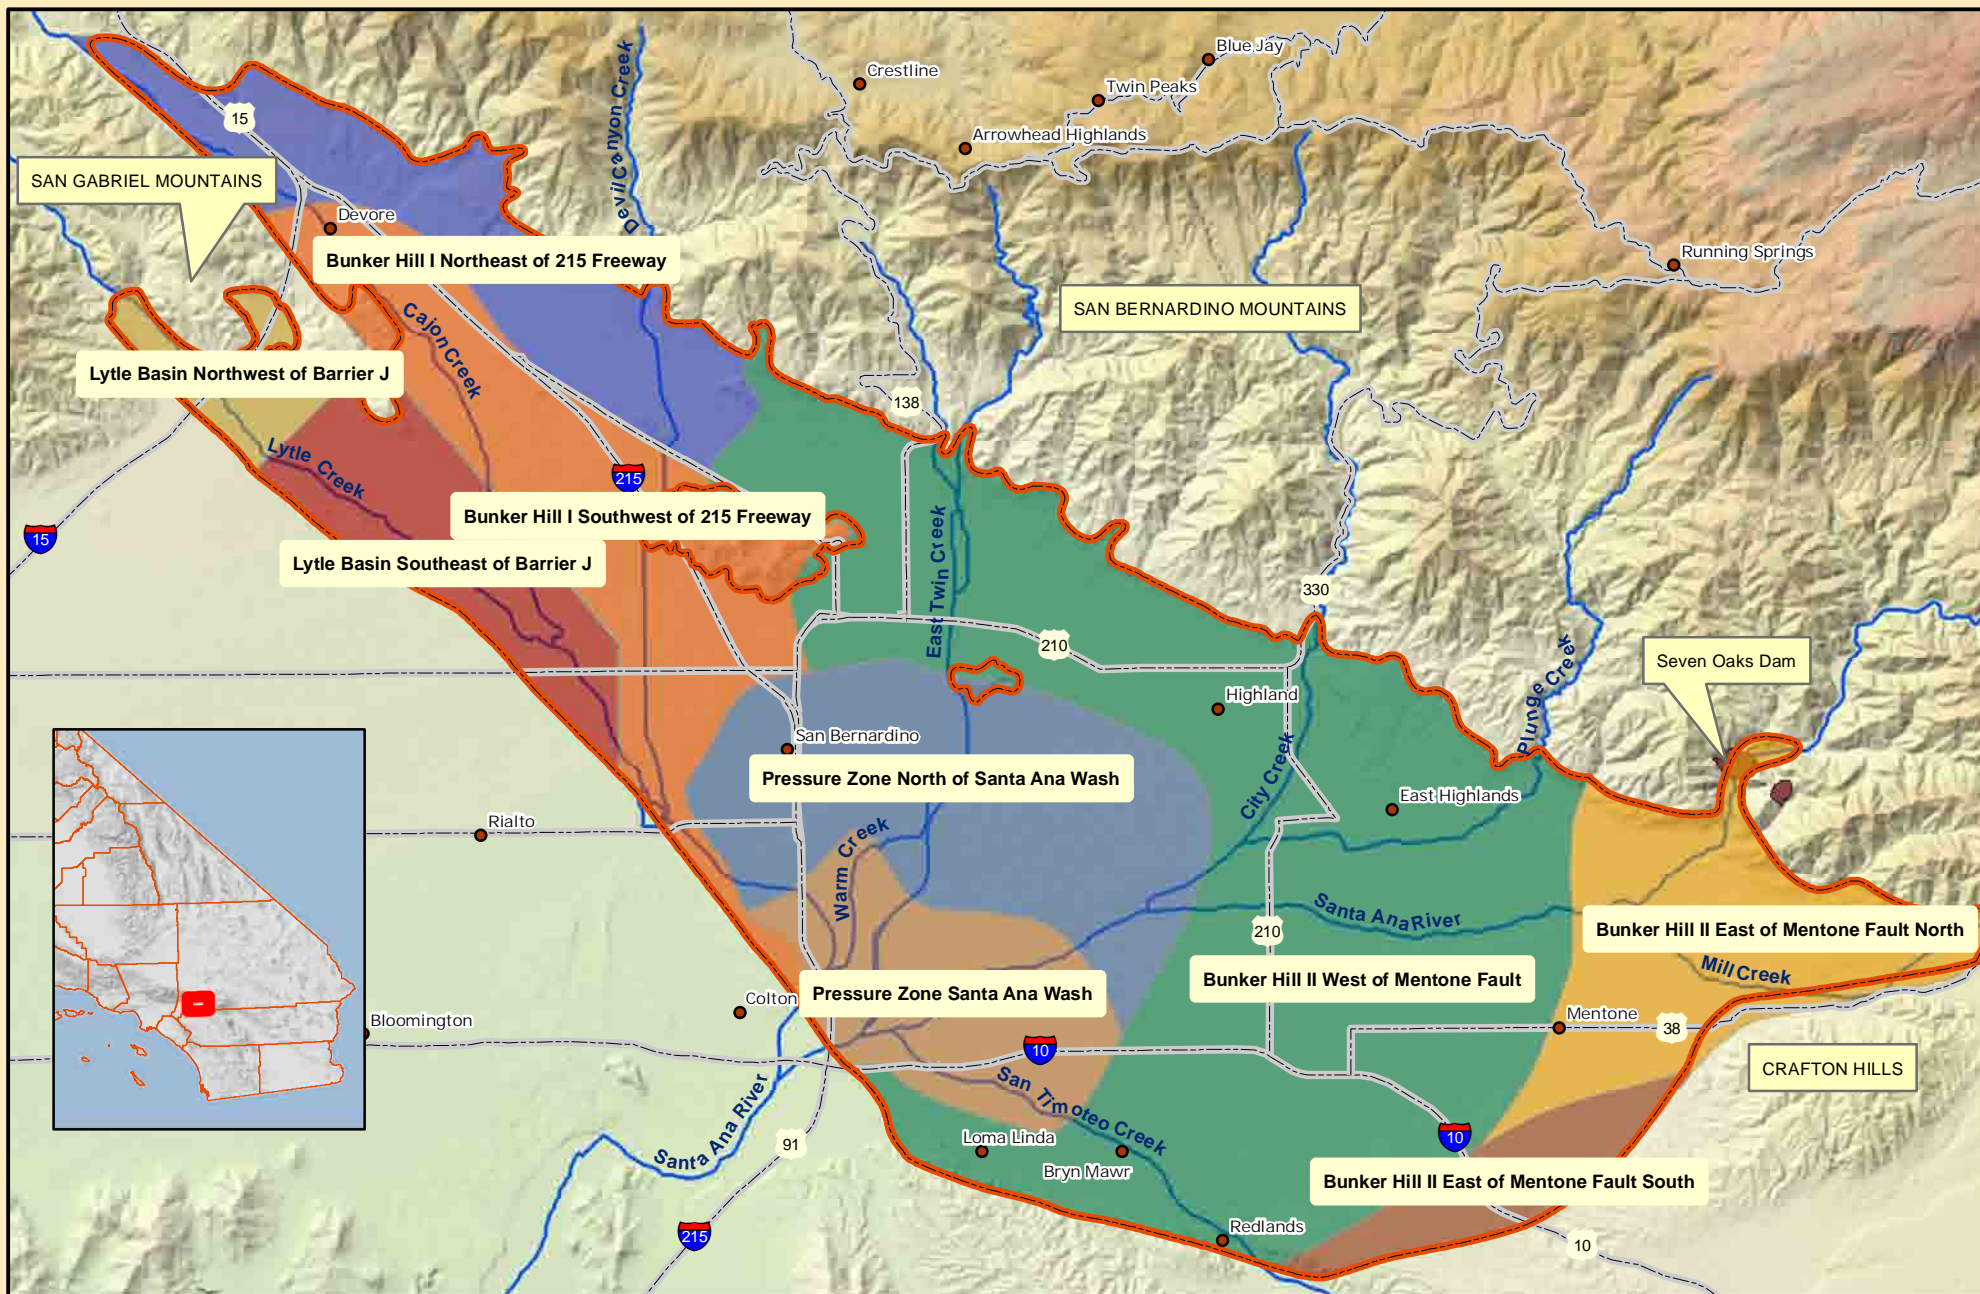 Blue Jay
Crestline
Twin Peaks
15
Arrowhead Highlands
Devil Canyon Creek
SAN GABRIEL MOUNTAINS
Devore
Bunker Hill I Northeast of 215 Freeway
Running Springs
SAN BERNARDINO MOUNTAINS
Cajon Creek
Lytle Basin Northwest of Barrier J
138
Lytle Creek
215
Bunker Hill I Southwest of 215 Freeway
15
Lytle Basin Southeast of Barrier J
East Twin Creek
330
210
Plunge Creek
Seven Oaks Dam
Highland
San Bernardino
Pressure Zone North of Santa Ana Wash
City Creek
East Highlands
Rialto
Warm Creek
Santa Ana River
210
Bunker Hill II East of Mentone Fault North
Mill Creek
Bunker Hill II West of Mentone Fault
Pressure Zone Santa Ana Wash
Colton
Bloomington
Mentone
38
10
CRAFTON HILLS
San Timoteo Creek
Santa Ana River
91
Loma Linda
10
Bryn Mawr
Bunker Hill II East of Mentone Fault South
Redlands
215
10